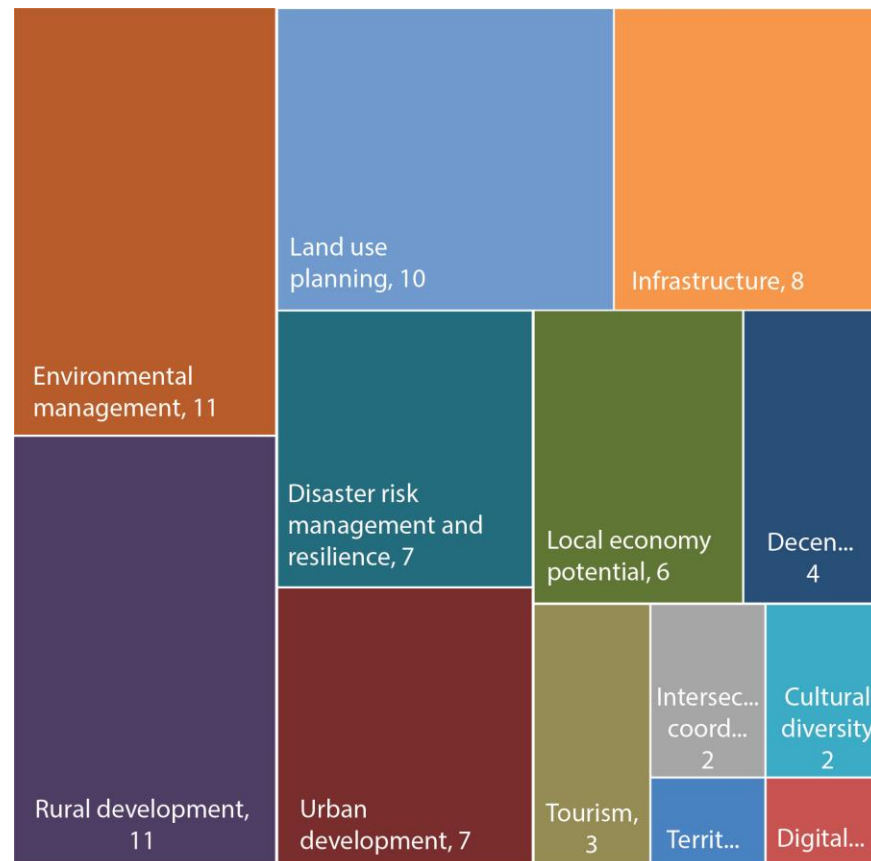 Environmental
management, 11
Land use
planning, 10
Infrastructure, 8
Rural development,
11
Disaster risk
management and
resilience, 7
Urban
development, 7
Local economy
potential, 6
Decen...
4
Tourism,
3
Intersec...
coord...
2
Cultural
diversity
2
Territ...
Digital...